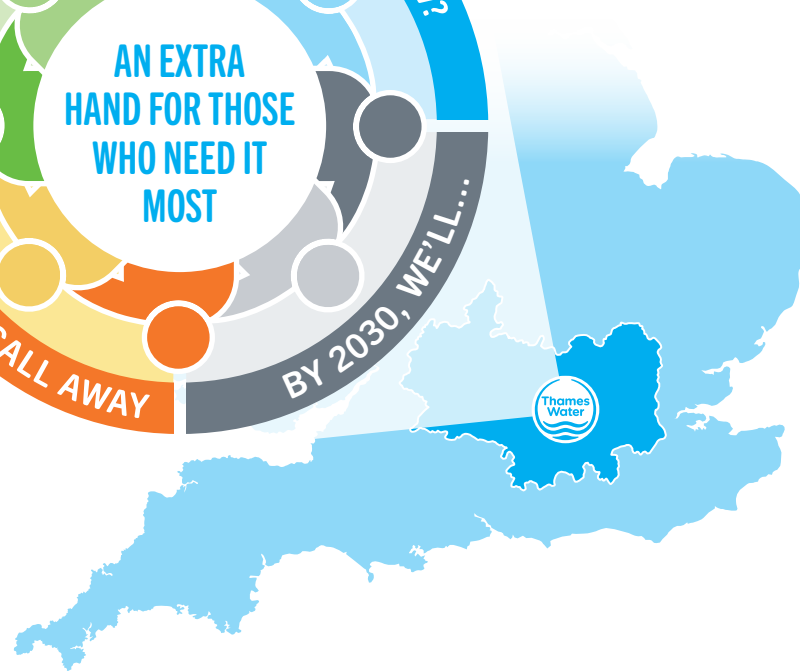 ?
AN EXTRA
HAND FOR THOSE
WHO NEED IT
MOST
BY 2030, WE'LL...
CALL AWAY
Thames
Water